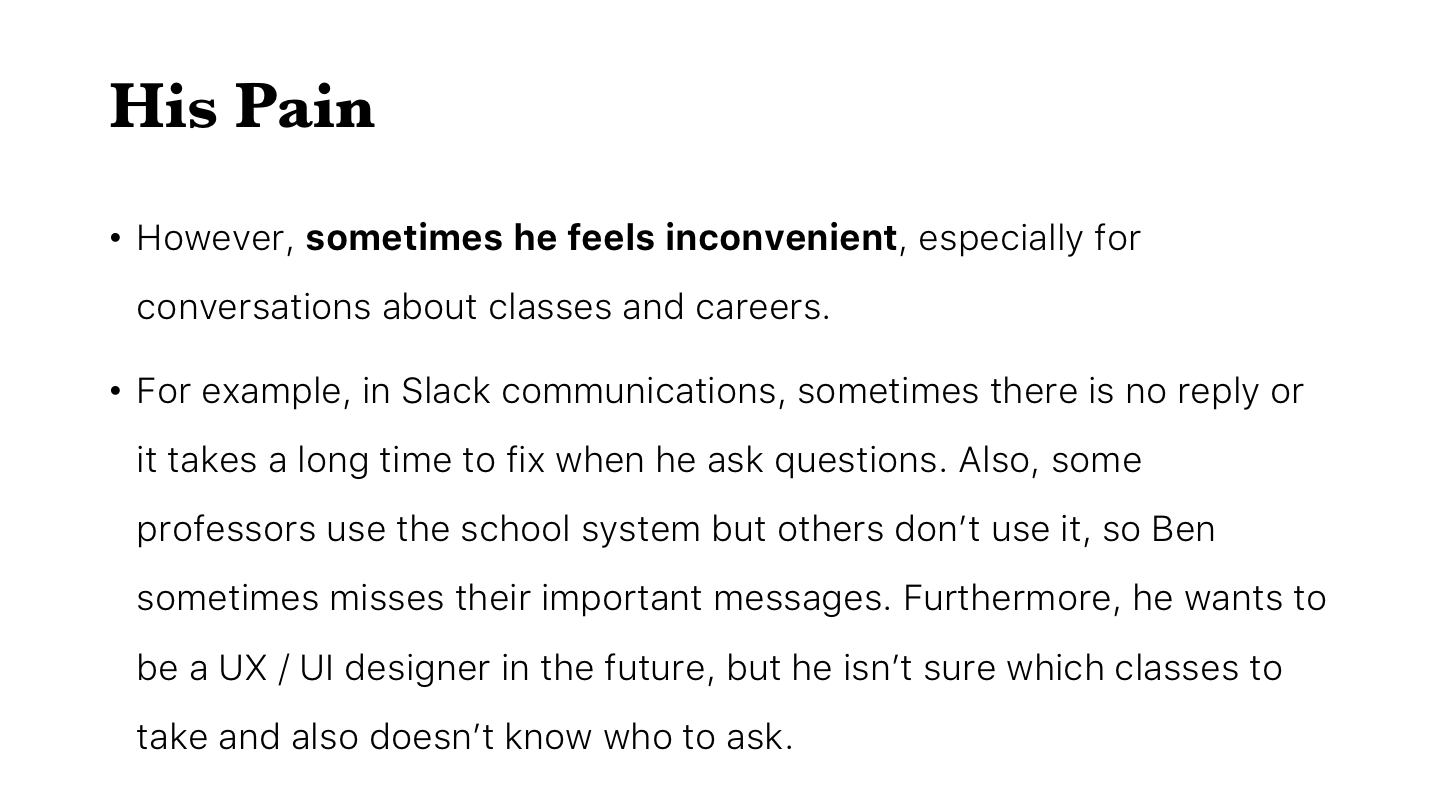 His Pain
• However, sometimes he feels inconvenient, especially for
conversations about classes and careers.
• For example, in Slack communications, sometimes there is no reply or
it takes a long time to fix when he ask questions. Also, some
professors use the school system but others don’t use it, so Ben
sometimes misses their important messages. Furthermore, he wants to
be a UX / UI designer in the future, but he isn’t sure which classes to
take and also doesn’t know who to ask.